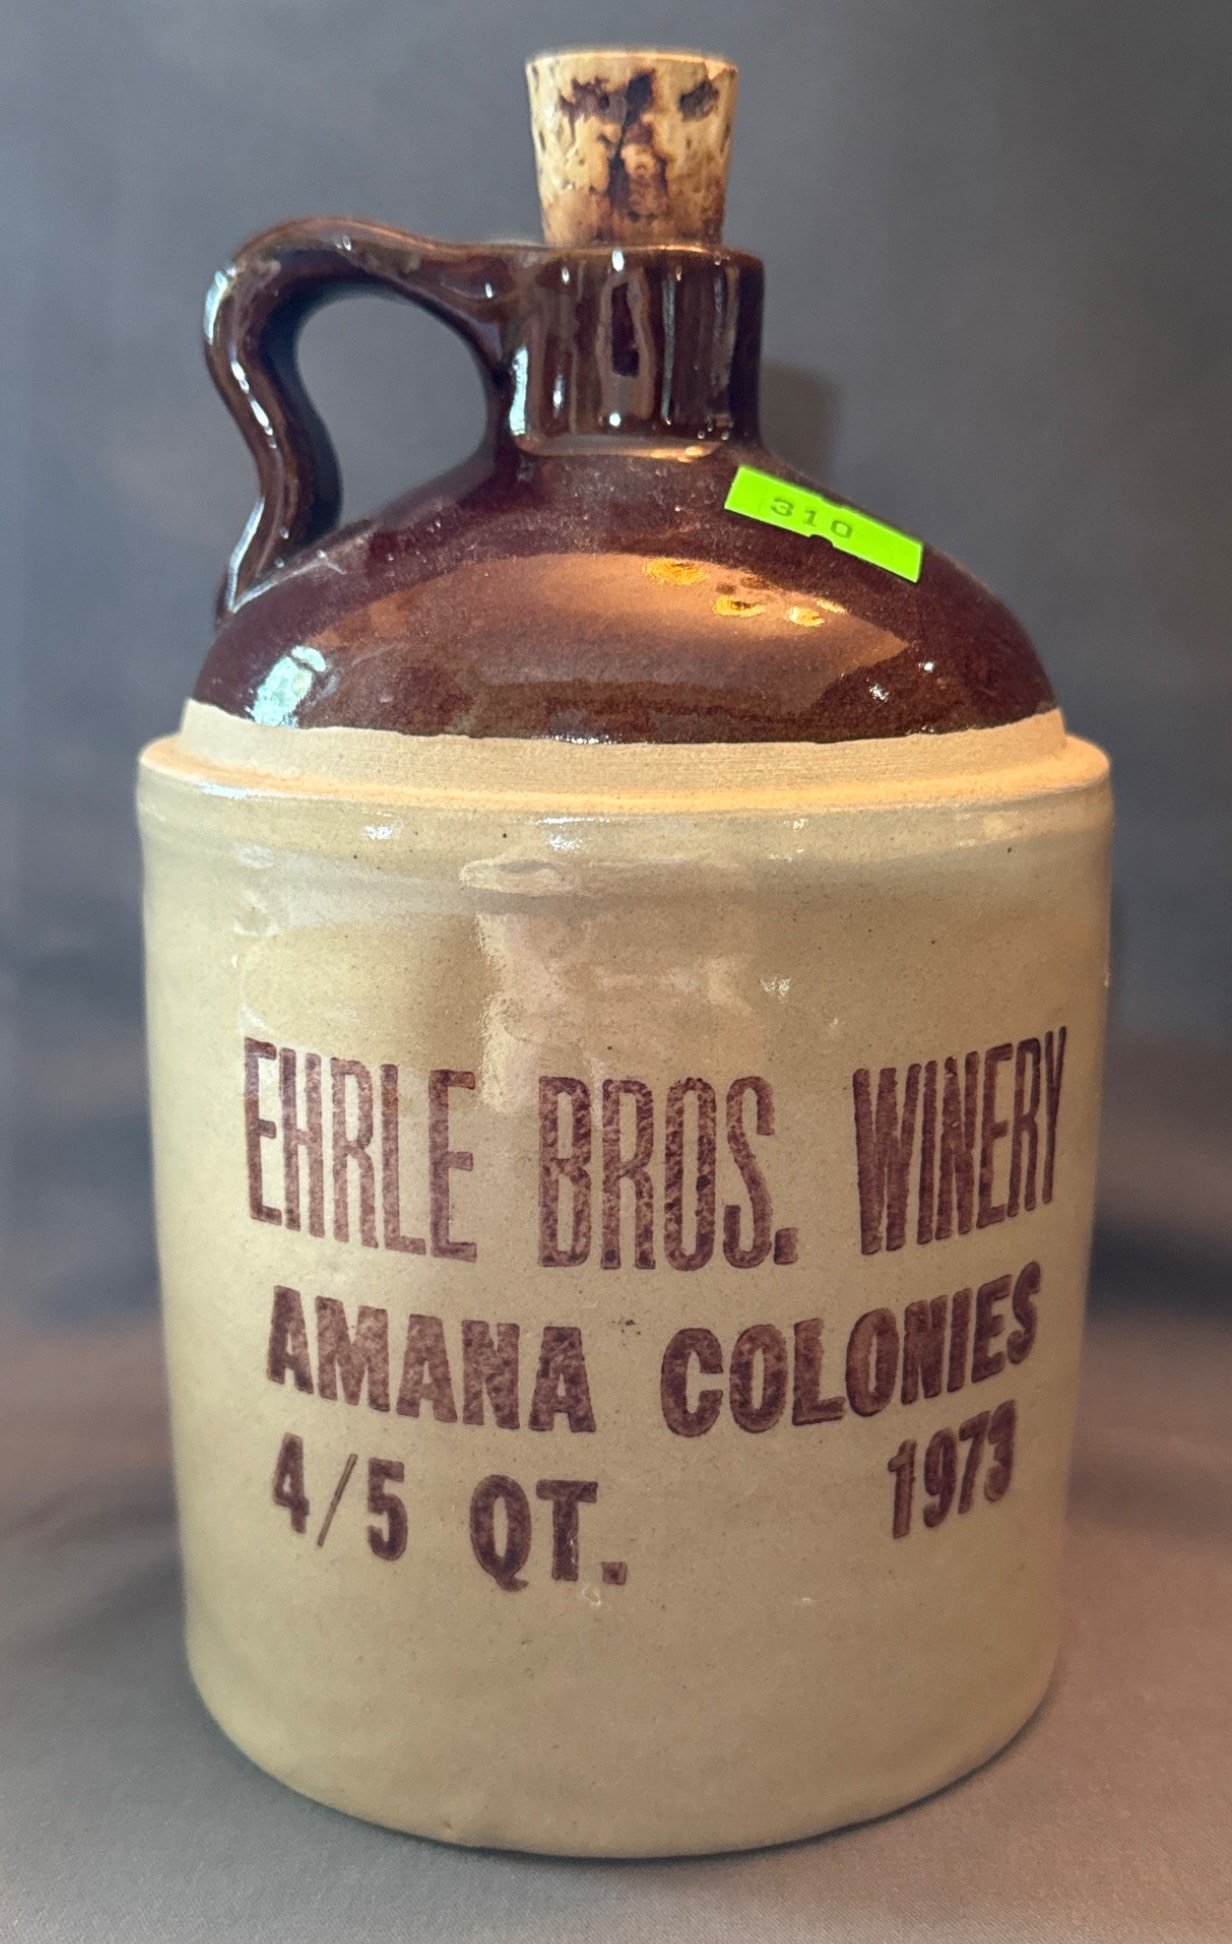 310
EHRLE BROS. WINERY
AMANA COLONIES
4/5 QT. 1973